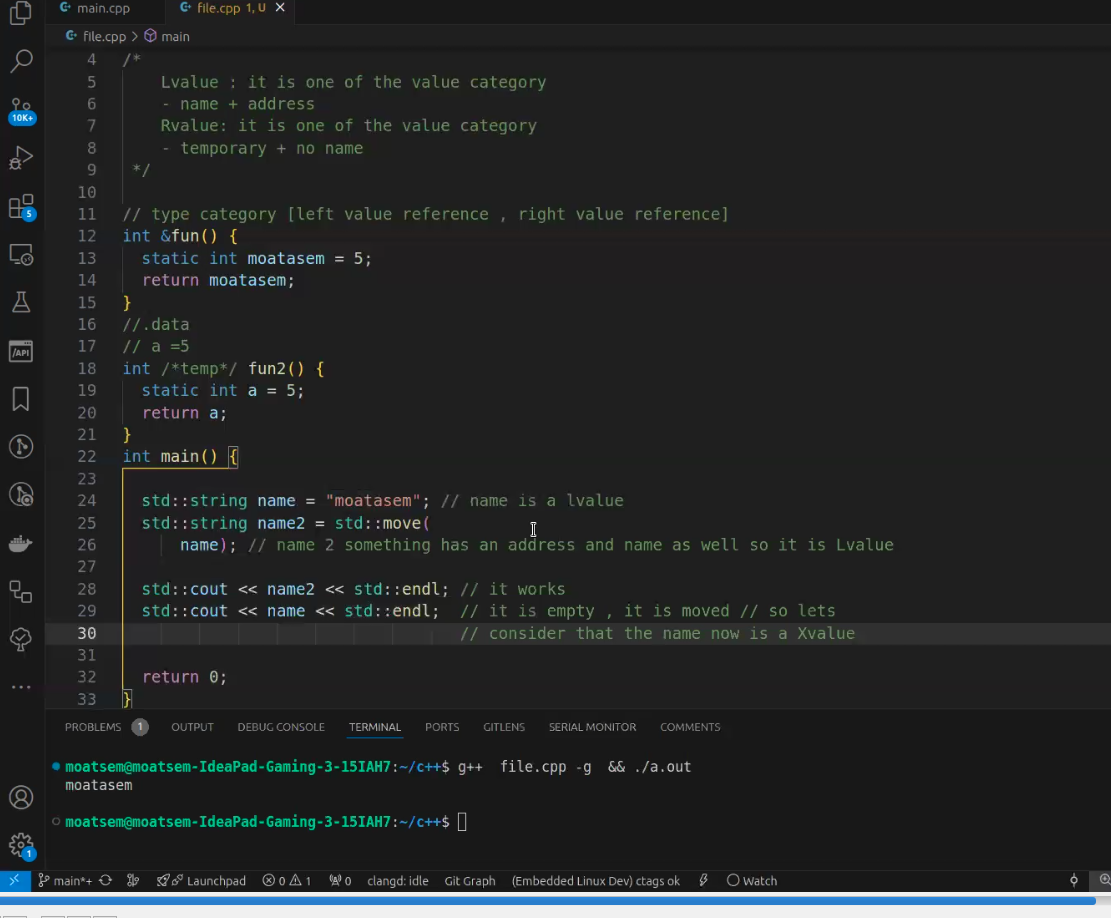 main.cpp file.cpp 1, U
file.cpp > main
4 /*
5 Lvalue : it is one of the value category
6 - name + address
7 Rvalue: it is one of the value category
8 - temporary + no name
9 */
10
11 // type category [left value reference , right value reference]
12 int &fun() {
13 static int moatasem = 5;
14 return moatasem;
15 }
16 //.data
17 // a =5
18 int /*temp*/ fun2() {
19 static int a = 5;
20 return a;
21 }
22 int main() {
23
24 std::string name = "moatasem"; // name is a lvalue
25 std::string name2 = std::move(
26 name); // name 2 something has an address and name as well so it is Lvalue
27
28 std::cout << name2 << std::endl; // it works
29 std::cout << name << std::endl; // it is empty , it is moved // so lets
30 // consider that the name now is a Xvalue
31
32 return 0;
33 }
10K+
5
/API
1
PROBLEMS 1 OUTPUT DEBUG CONSOLE TERMINAL PORTS GITLENS SERIAL MONITOR COMMENTS
moatsem@moatsem-IdeaPad-Gaming-3-15IAH7:~/c++$ g++ file.cpp -g && ./a.out
moatasem
moatsem@moatsem-IdeaPad-Gaming-3-15IAH7:~/c++$
main*+ Launchpad 0 1 0 clangd: idle Git Graph (Embedded Linux Dev) ctags ok Watch